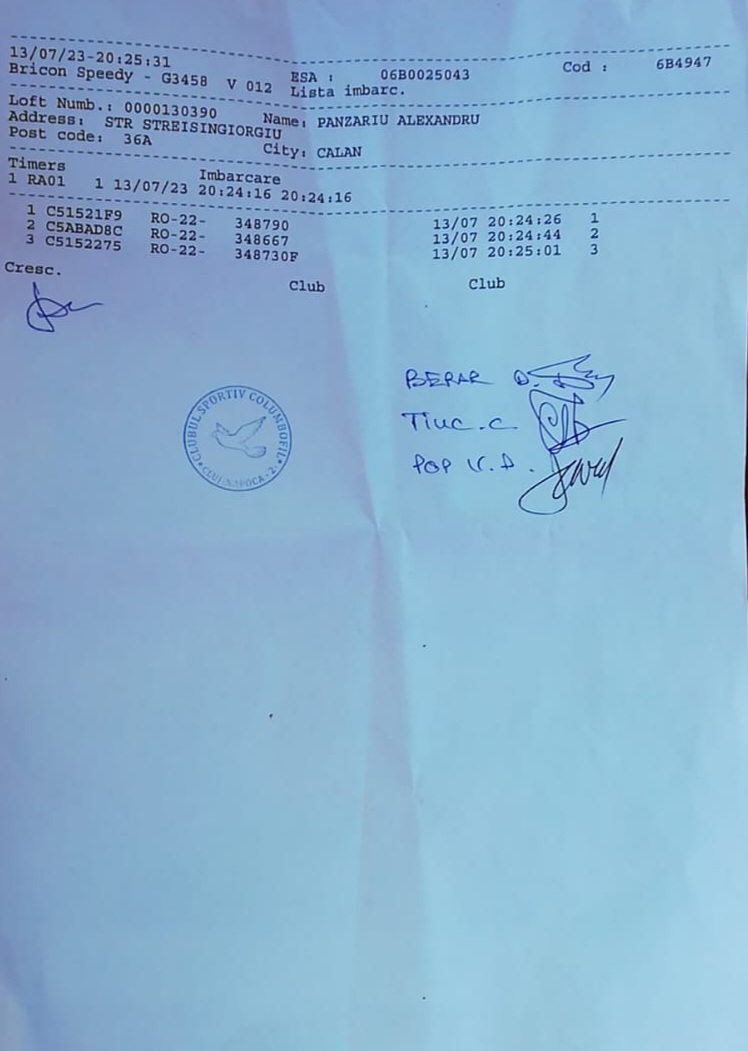 13/07/23-20:25:31
Bricon Speedy - G3458 V 012 ESA : 06B0025043 Cod : 6B4947
Lista imbarc.
Loft Numb.: 0000130390 Name: PANZARIU ALEXANDRU
Address: STR STREISINGIORGIU
Post code: 36A City: CALAN
Timers Imbarcare
1 RA01 1 13/07/23 20:24:16 20:24:16
1 C51521F9 RO-22- 348790 13/07 20:24:26 1
2 C5ABAD8C RO-22- 348667 13/07 20:24:44 2
3 C5152275 RO-22- 348730F 13/07 20:25:01 3
Cresc. Club Club
BERAR D.
TIUC.C.
POP V.A.
CLUBUL SPORTIV COLUMBOFIL
CLUJ-NAPOCA-2